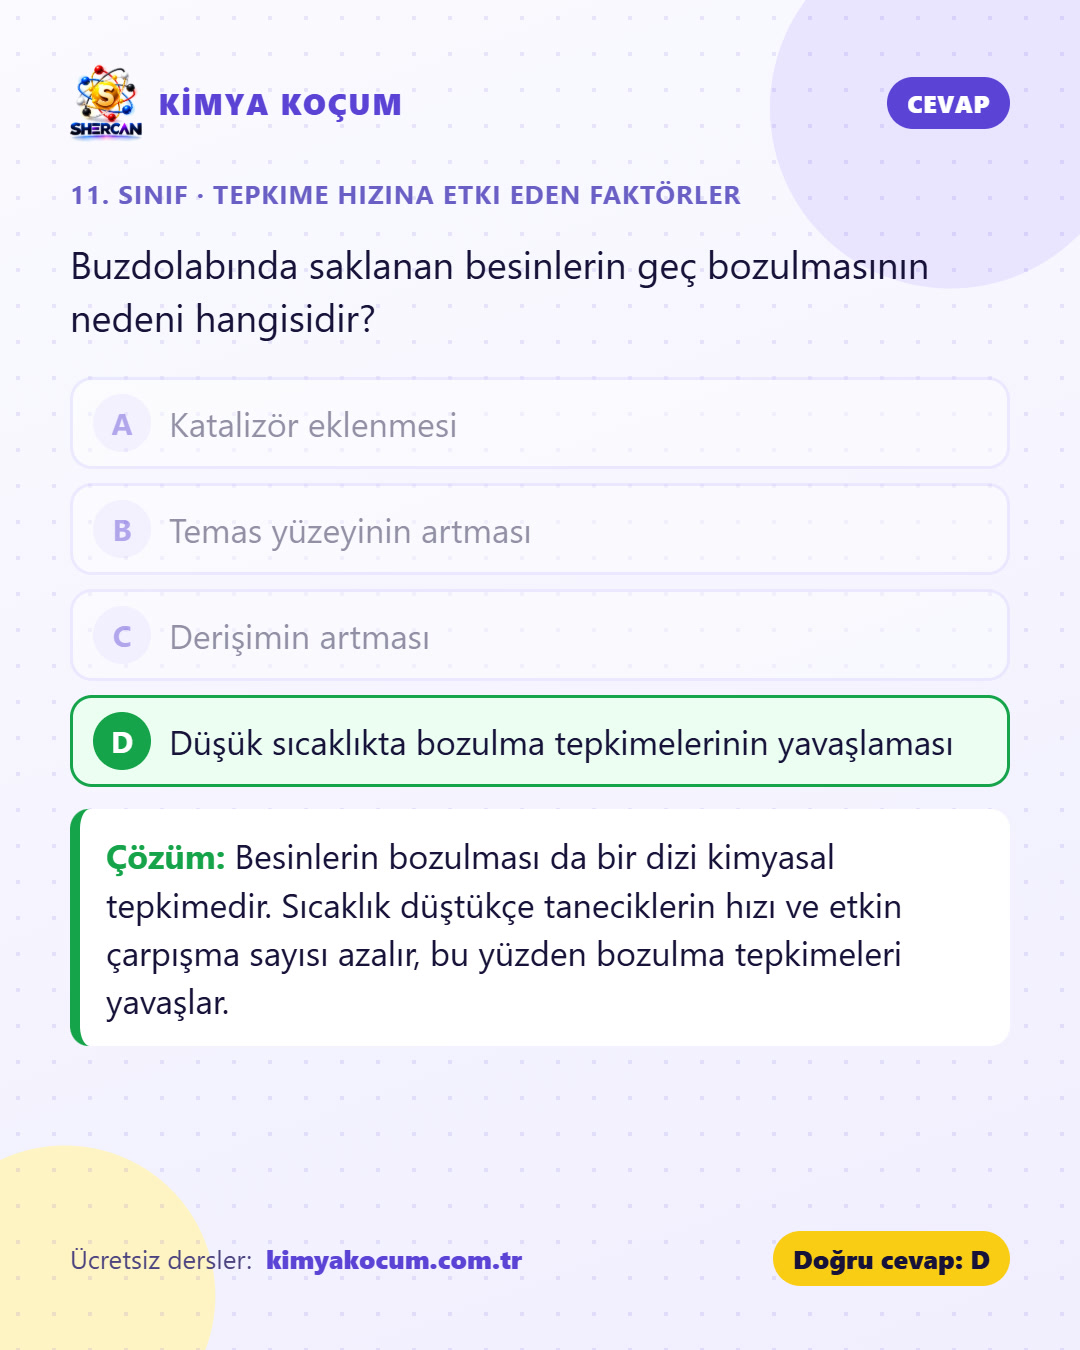 S
SHERCAN
KİMYA KOÇUM
CEVAP
11. SINIF · TEPKIME HIZINA ETKI EDEN FAKTÖRLER
Buzdolabında saklanan besinlerin geç bozulmasının
nedeni hangisidir?
A Katalizör eklenmesi
B Temas yüzeyinin artması
C Derişimin artması
D Düşük sıcaklıkta bozulma tepkimelerinin yavaşlaması
Çözüm: Besinlerin bozulması da bir dizi kimyasal
tepkimedir. Sıcaklık düştükçe taneciklerin hızı ve etkin
çarpışma sayısı azalır, bu yüzden bozulma tepkimeleri
yavaşlar.
Ücretsiz dersler: kimyakocum.com.tr
Doğru cevap: D